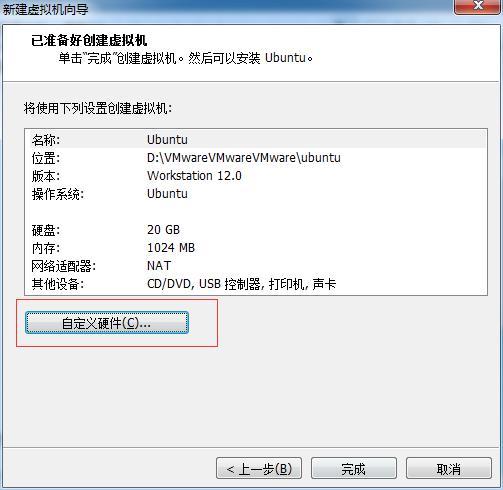 新建虚拟机向导
已准备好创建虚拟机
单击“完成”创建虚拟机。然后可以安装 Ubuntu。
将使用下列设置创建虚拟机:
名称: Ubuntu
位置: D:\VMwareVMwareVMware\ubuntu
版本: Workstation 12.0
操作系统: Ubuntu
硬盘: 20 GB
内存: 1024 MB
网络适配器: NAT
其他设备: CD/DVD, USB 控制器, 打印机, 声卡
自定义硬件(C)...
< 上一步(B) 完成 取消